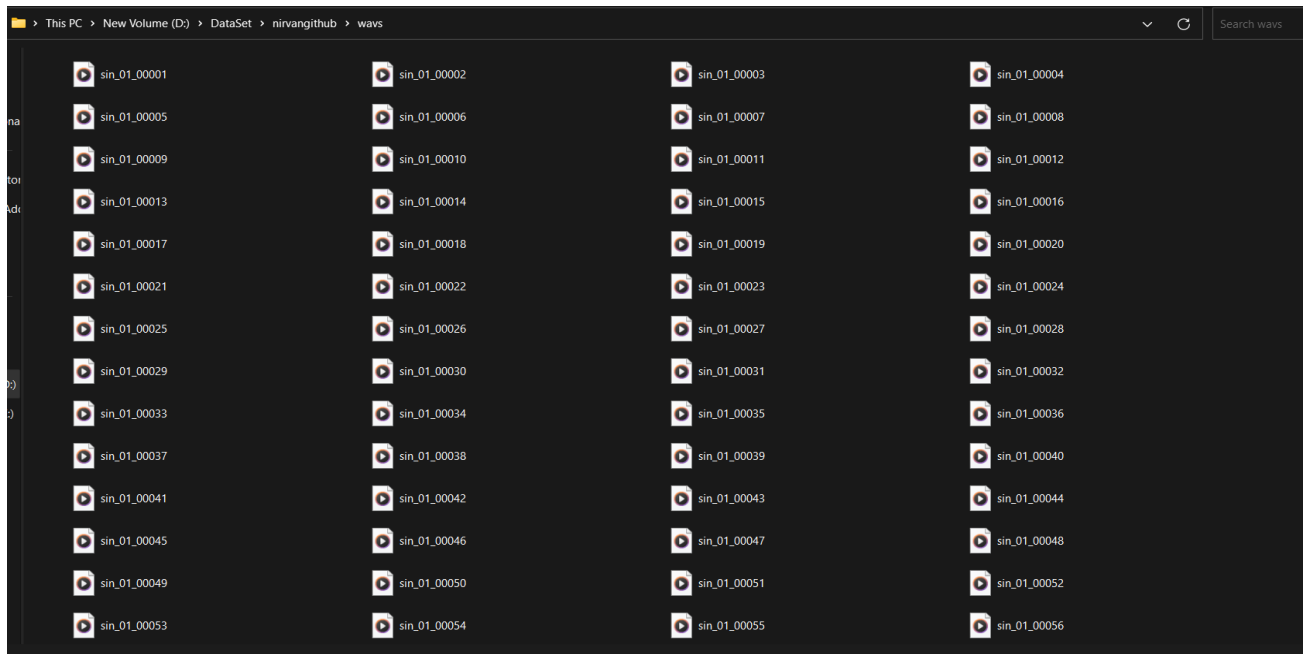 This PC > New Volume (D:) > DataSet > nirvangithub > wavs Search wavs
sin_01_00001 sin_01_00002 sin_01_00003 sin_01_00004
sin_01_00005 sin_01_00006 sin_01_00007 sin_01_00008
na
sin_01_00009 sin_01_00010 sin_01_00011 sin_01_00012
tor
sin_01_00013 sin_01_00014 sin_01_00015 sin_01_00016
Ad
sin_01_00017 sin_01_00018 sin_01_00019 sin_01_00020
sin_01_00021 sin_01_00022 sin_01_00023 sin_01_00024
sin_01_00025 sin_01_00026 sin_01_00027 sin_01_00028
sin_01_00029 sin_01_00030 sin_01_00031 sin_01_00032
):)
sin_01_00033 sin_01_00034 sin_01_00035 sin_01_00036
:)
sin_01_00037 sin_01_00038 sin_01_00039 sin_01_00040
sin_01_00041 sin_01_00042 sin_01_00043 sin_01_00044
sin_01_00045 sin_01_00046 sin_01_00047 sin_01_00048
sin_01_00049 sin_01_00050 sin_01_00051 sin_01_00052
sin_01_00053 sin_01_00054 sin_01_00055 sin_01_00056